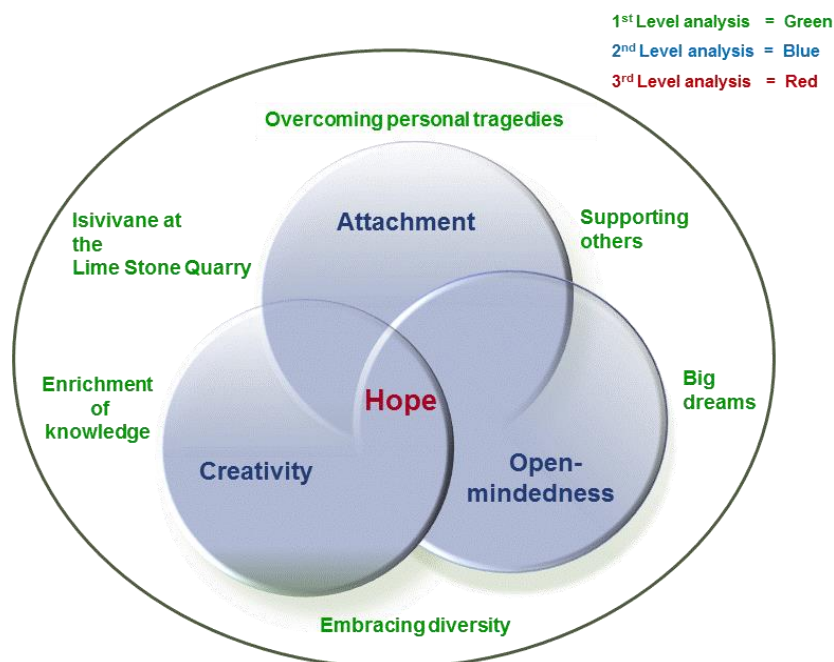 1st Level analysis = Green
2nd Level analysis = Blue
3rd Level analysis = Red
Overcoming personal tragedies
Attachment
Isivivane at
the
Lime Stone Quarry
Supporting
others
Enrichment
of
knowledge
Hope
Big
dreams
Creativity
Open-
mindedness
Embracing diversity